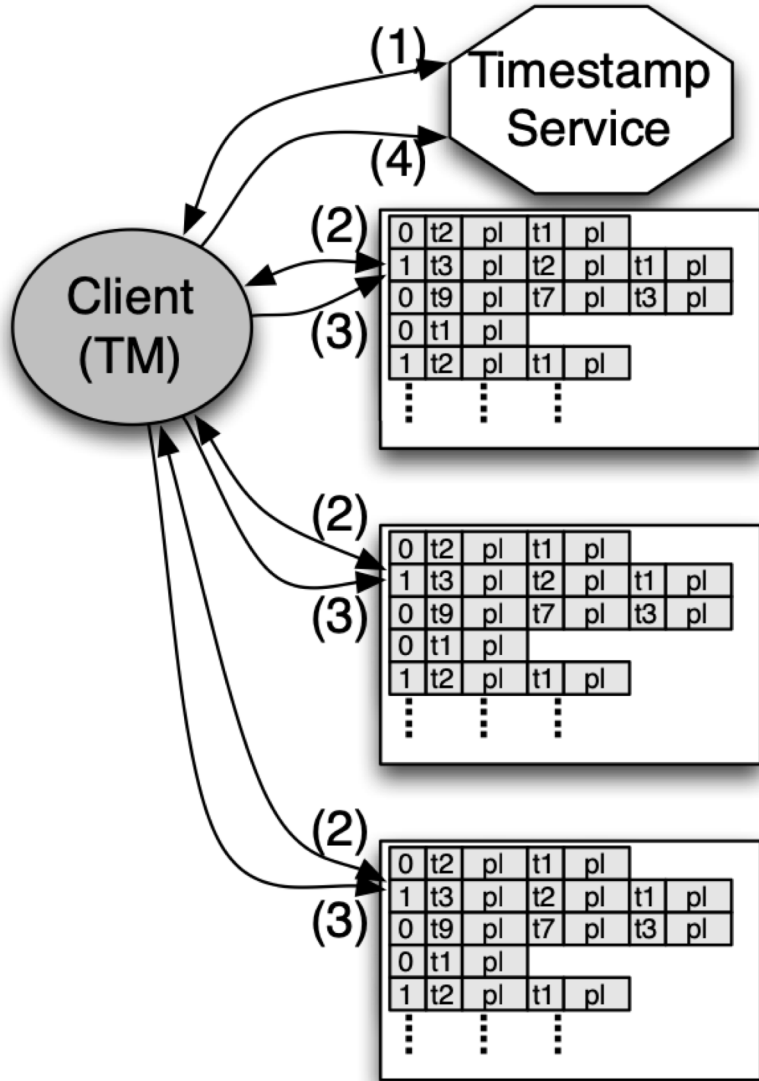 (1)
Timestamp
Service
(4)
Client
(TM)
(2)
(3)
0 t2 pl t1 pl
1 t3 pl t2 pl t1 pl
0 t9 pl t7 pl t3 pl
0 t1 pl
1 t2 pl t1 pl
(2)
(3)
0 t2 pl t1 pl
1 t3 pl t2 pl t1 pl
0 t9 pl t7 pl t3 pl
0 t1 pl
1 t2 pl t1 pl
(2)
(3)
0 t2 pl t1 pl
1 t3 pl t2 pl t1 pl
0 t9 pl t7 pl t3 pl
0 t1 pl
1 t2 pl t1 pl